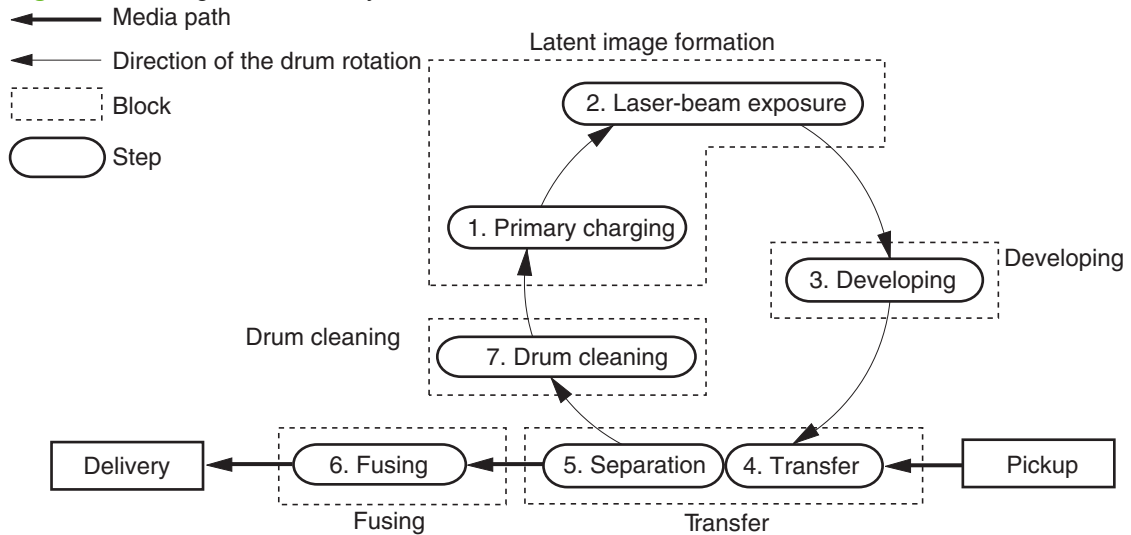 Media path
Direction of the drum rotation
Block
Step
Latent image formation
2. Laser-beam exposure
1. Primary charging
3. Developing
Developing
Drum cleaning
7. Drum cleaning
Delivery
6. Fusing
5. Separation
4. Transfer
Pickup
Fusing
Transfer